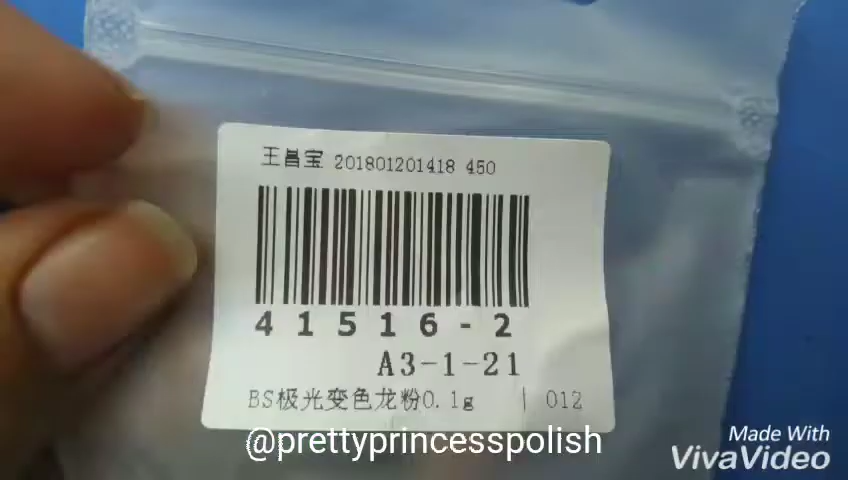 王昌宝 201801201418 450
41516-2
A3-1-21
BS极光变色龙粉0.1g | 012
@prettyprincesspolish
Made With
VivaVideo